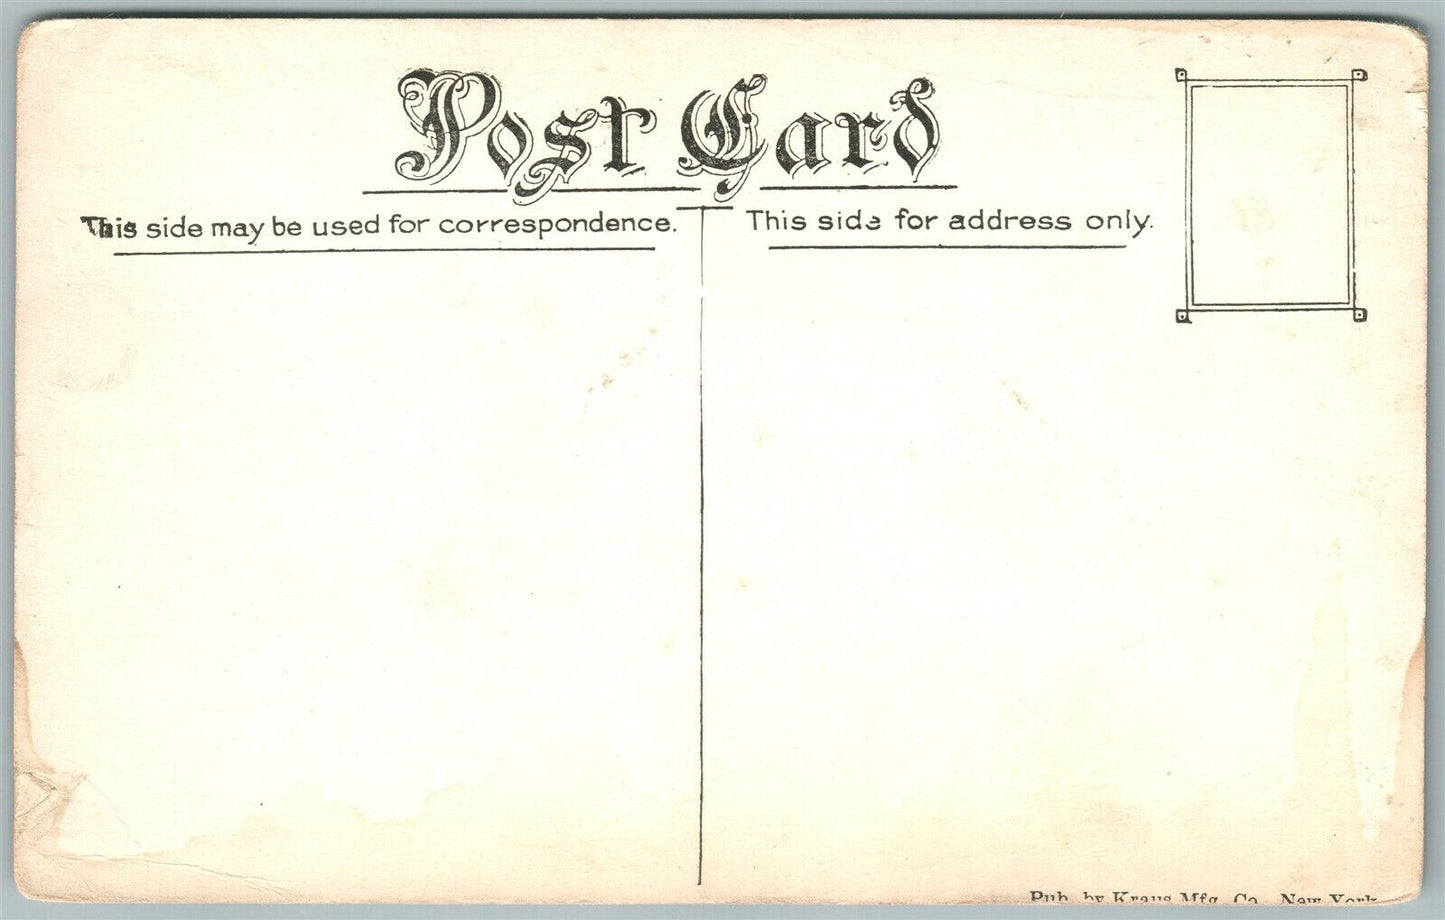 Post Card
This side may be used for correspondence.
This side for address only.
Pub. by Kraus Mfg. Co., New York